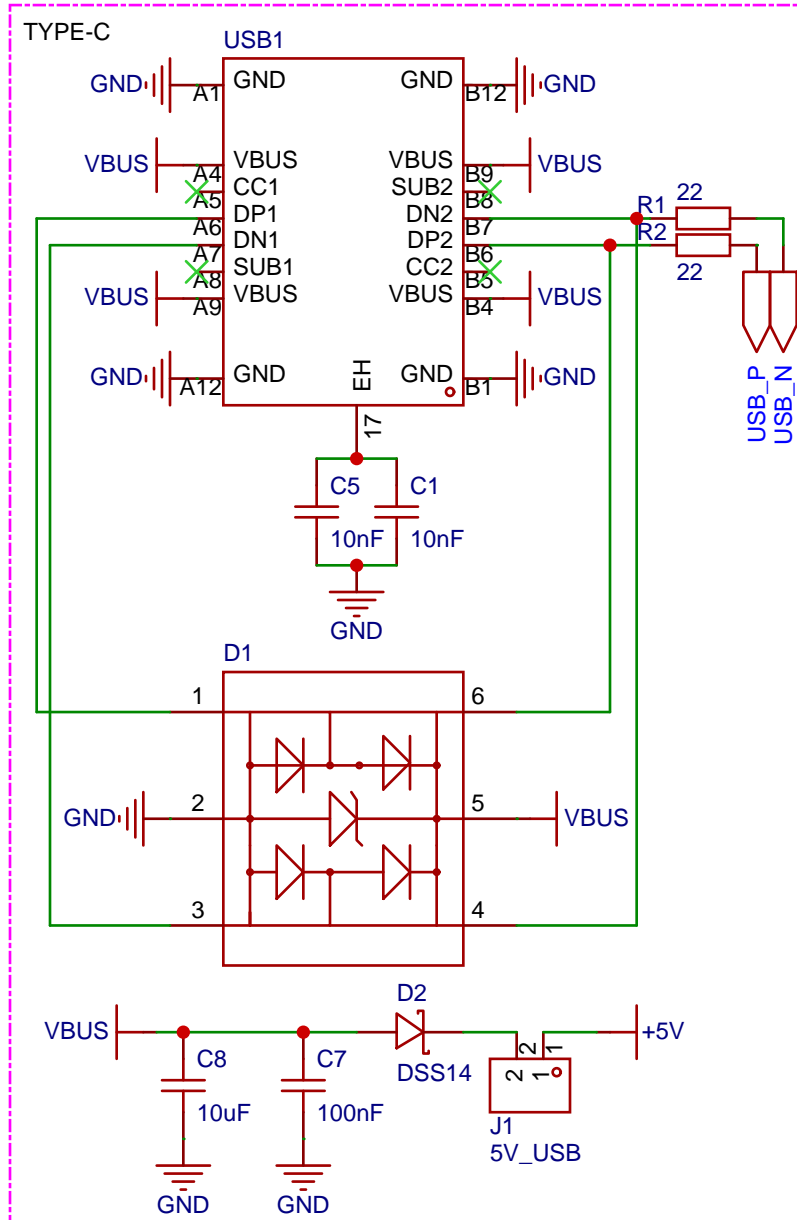 TYPE-C
USB1
GND A1 GND GND B12 GND
VBUS A4 VBUS VBUS B9 VBUS
A5 CC1 SUB2 B8
A6 DP1 DN2 B7 R1 22
A7 DN1 DP2 B6 R2 22
A8 SUB1 CC2 B5
VBUS A9 VBUS VBUS B4 VBUS
GND A12 GND EH GND B1 GND
17
USB_P
USB_N
C5 C1
10nF 10nF
GND
D1
1 6
GND 2 5 VBUS
3 4
D2
VBUS +5V
C8 C7 DSS14 2 1
10uF 100nF 2 1
J1
5V_USB
GND GND